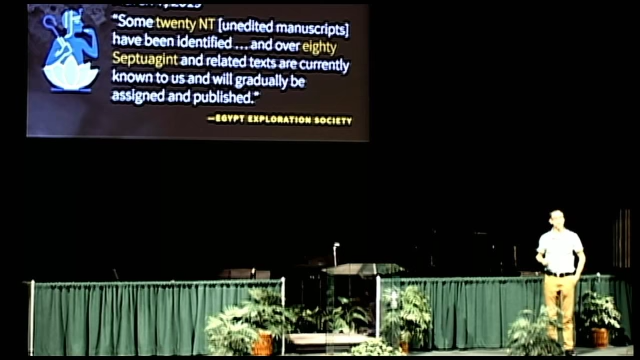 "Some twenty NT [unedited manuscripts]
have been identified ...and over eighty
Septuagint and related texts are currently
known to us and will gradually be
assigned and published."
—EGYPT EXPLORATION SOCIETY